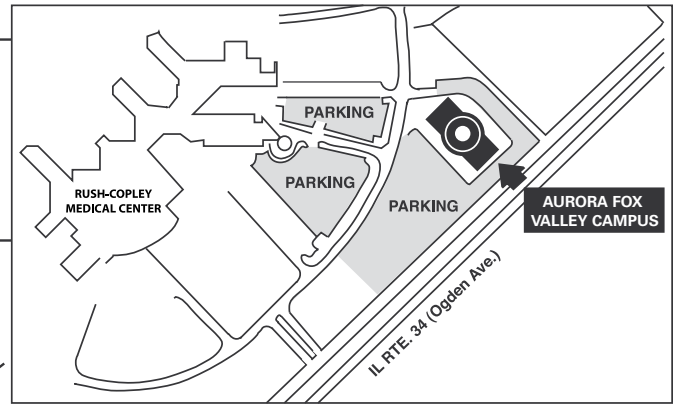 PARKING
PARKING
PARKING
RUSH-COPLEY
MEDICAL CENTER
AURORA FOX
VALLEY CAMPUS
IL RTE. 34 (Ogden Ave.)